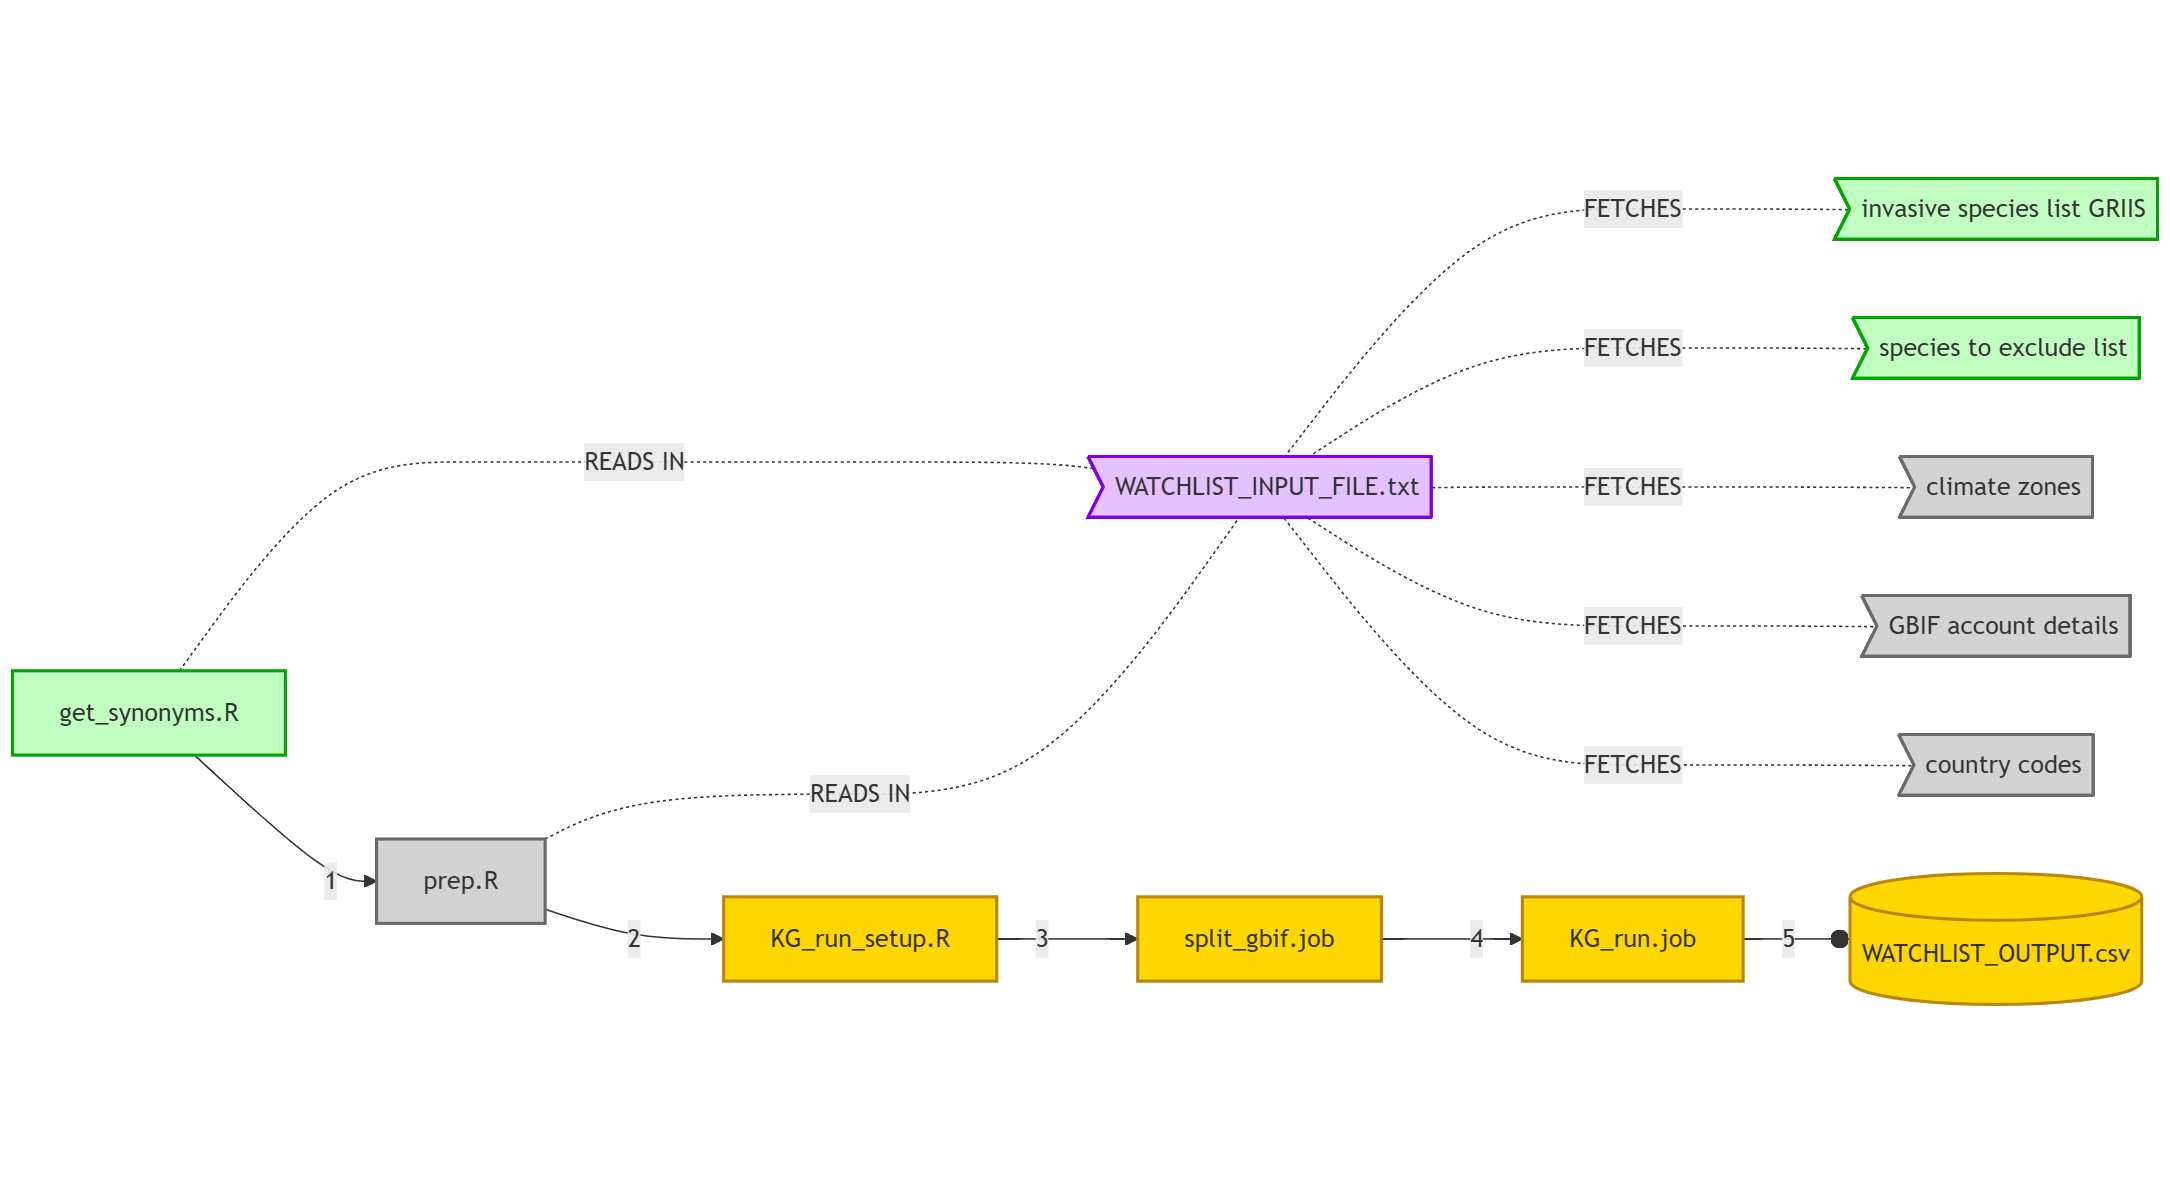 FETCHES
invasive species list GRIIS
FETCHES
species to exclude list
READS IN
WATCHLIST_INPUT_FILE.txt
FETCHES
climate zones
FETCHES
GBIF account details
get_synonyms.R
FETCHES
country codes
READS IN
1
prep.R
2
KG_run_setup.R
3
split_gbif.job
4
KG_run.job
5
WATCHLIST_OUTPUT.csv